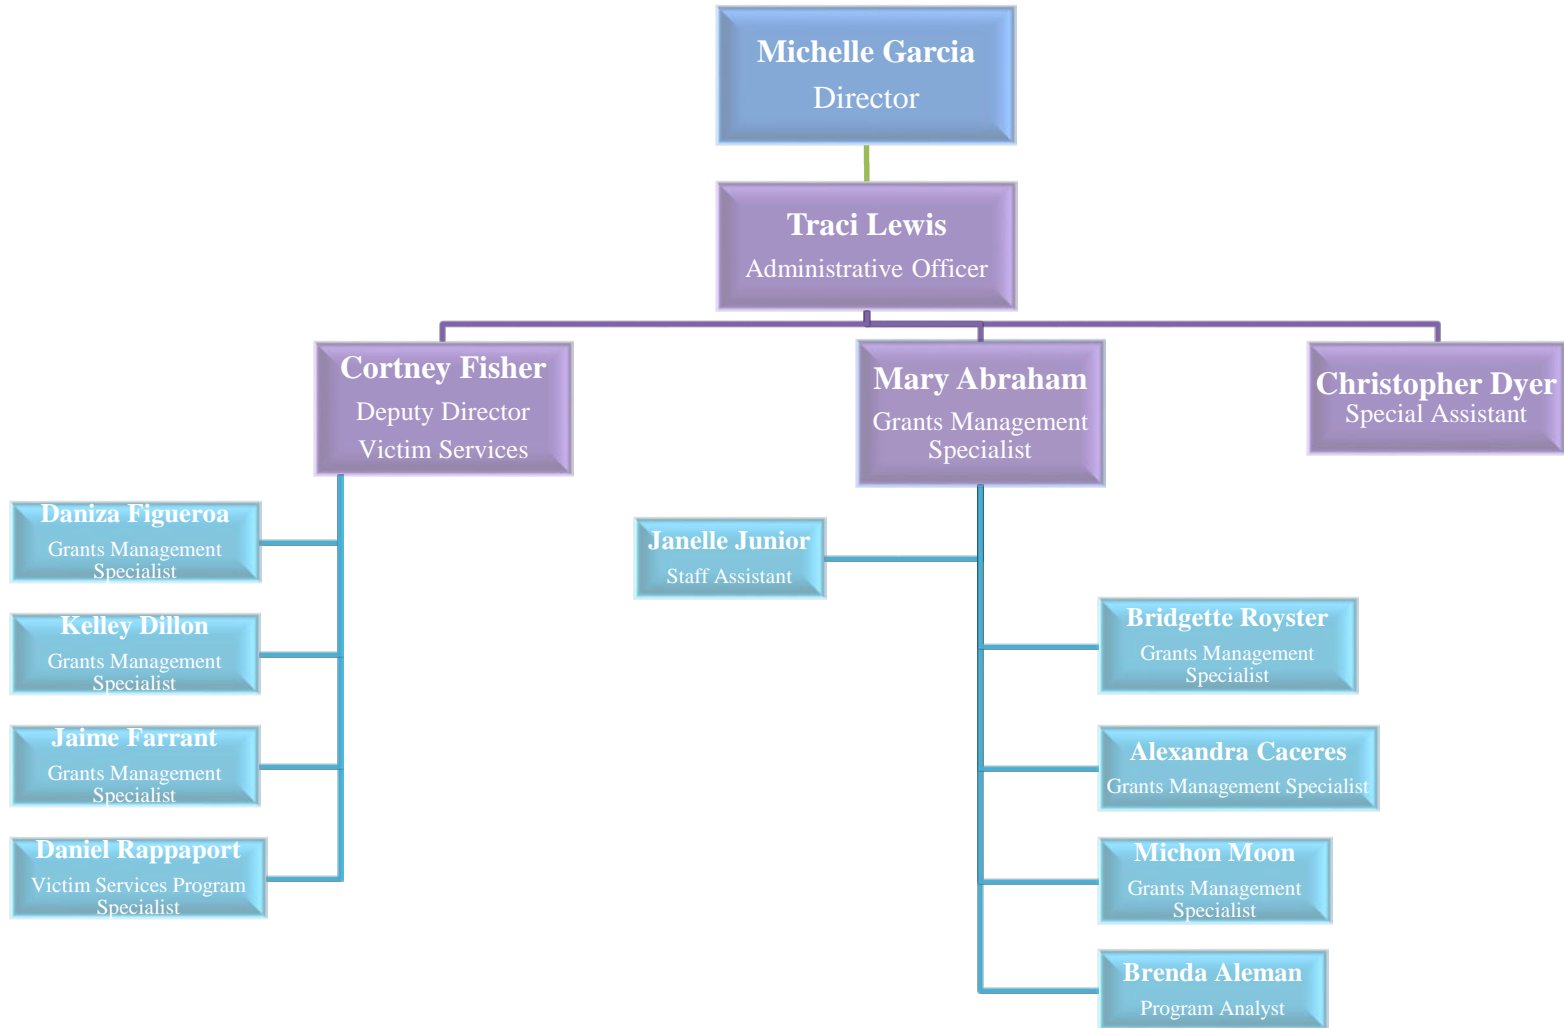 Michelle Garcia
Director
Traci Lewis
Administrative Officer
Cortney Fisher
Deputy Director
Victim Services
Mary Abraham
Grants Management
Specialist
Christopher Dyer
Special Assistant
Daniza Figueroa
Grants Management
Specialist
Kelley Dillon
Grants Management
Specialist
Jaime Farrant
Grants Management
Specialist
Daniel Rappaport
Victim Services Program
Specialist
Janelle Junior
Staff Assistant
Bridgette Royster
Grants Management
Specialist
Alexandra Caceres
Grants Management Specialist
Michon Moon
Grants Management
Specialist
Brenda Aleman
Program Analyst